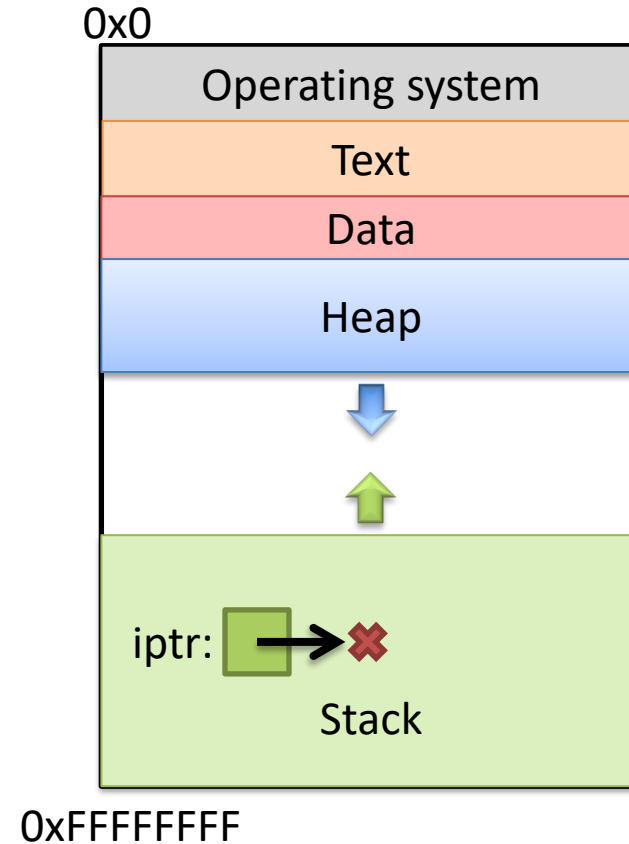 0x0
Operating system
Text
Data
Heap
iptr:
Stack
0xFFFFFFFF